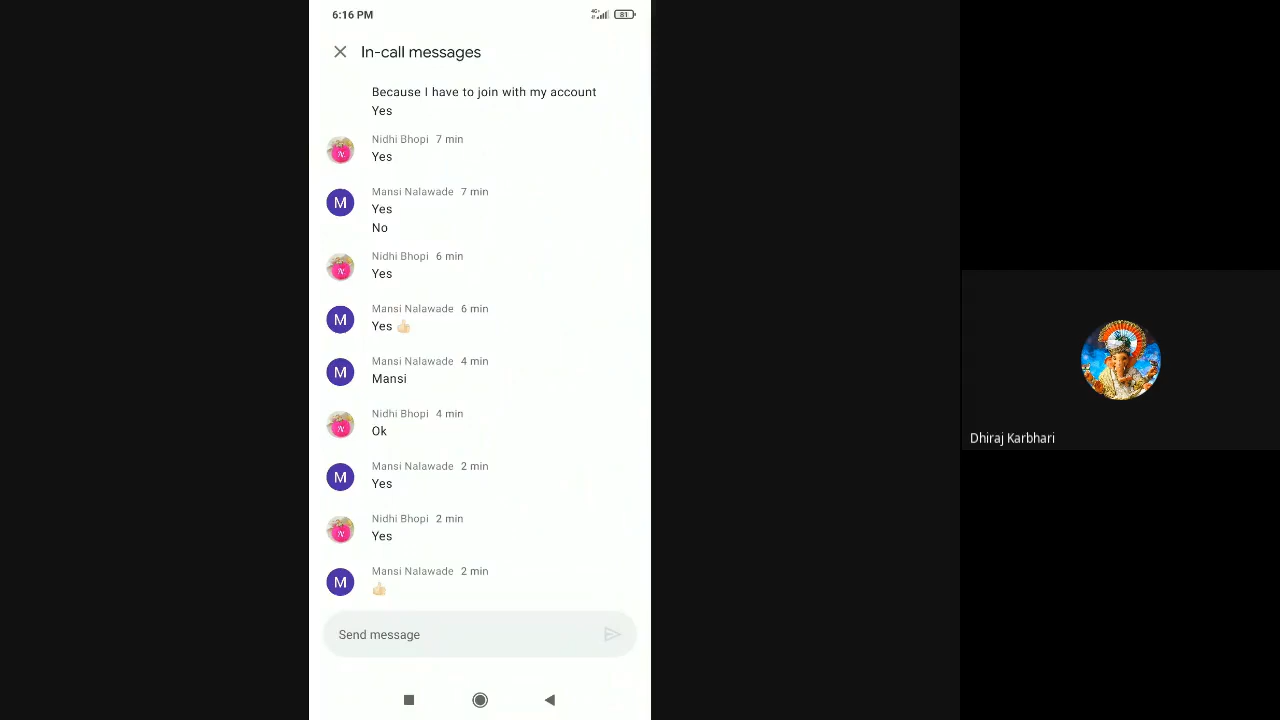 6:16 PM
4G+
81
In-call messages
Because I have to join with my account
Yes
Nidhi Bhopi 7 min
Yes
Mansi Nalawade 7 min
Yes
No
Nidhi Bhopi 6 min
Yes
Mansi Nalawade 6 min
Yes 👍🏻
Mansi Nalawade 4 min
Mansi
Nidhi Bhopi 4 min
Ok
Mansi Nalawade 2 min
Yes
Nidhi Bhopi 2 min
Yes
Mansi Nalawade 2 min
👍🏻
Send message
M
M
M
M
M
Dhiraj Karbhari